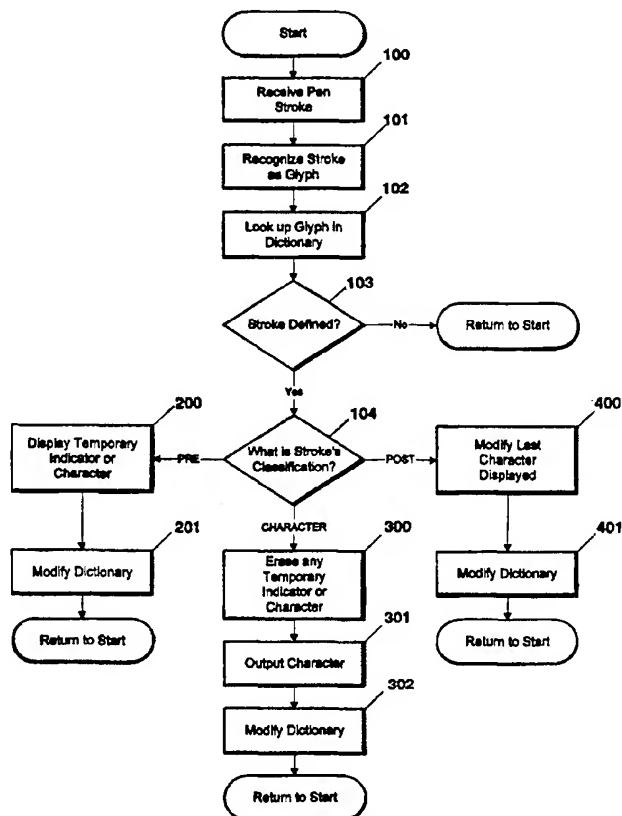 Start
100
Receive Pen
Stroke
101
Recognize Stroke
as Glyph
102
Look up Glyph in
Dictionary
103
Stroke Defined?
No
Return to Start
Yes
200
Display Temporary
Indicator or
Character
104
What is Stroke's
Classification?
PRE
POST
400
Modify Last
Character
Displayed
CHARACTER
201
Modify Dictionary
Return to Start
300
Erase any
Temporary
Indicator or
Character
401
Modify Dictionary
Return to Start
301
Output Character
302
Modify Dictionary
Return to Start